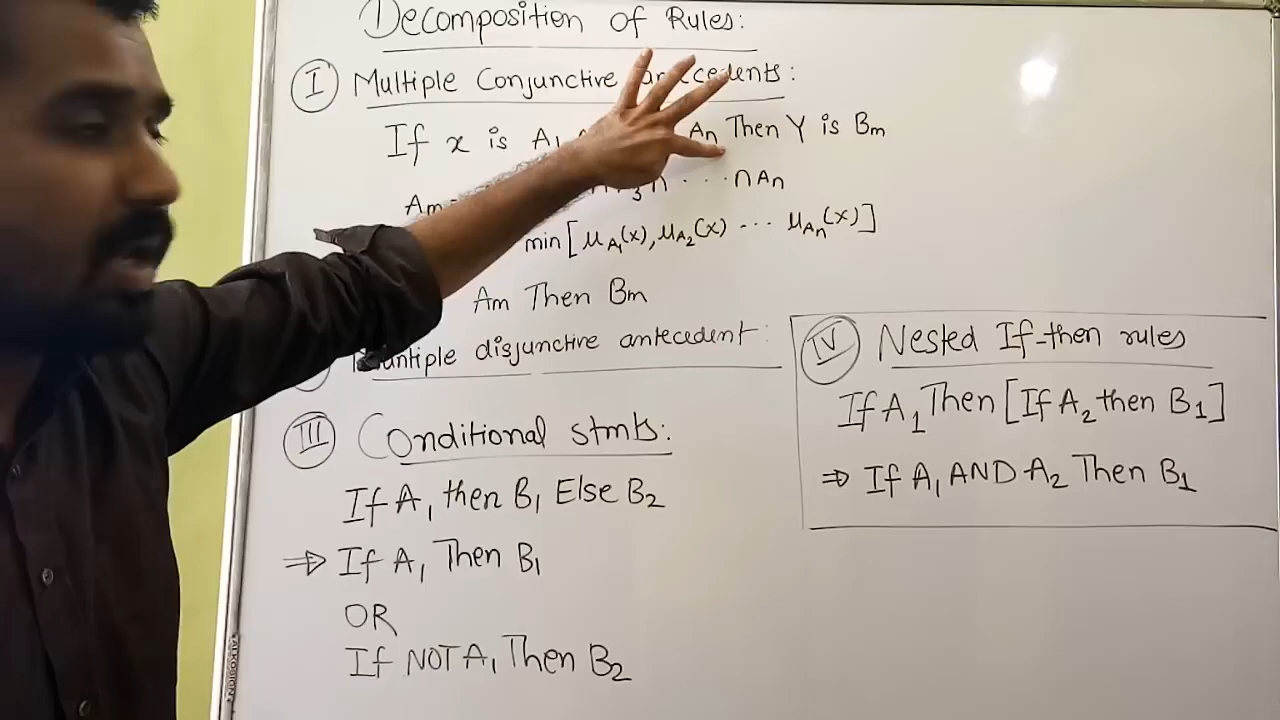 Decomposition of Rules:
I Multiple Conjunctive antecedents:
If x is A1 An Then Y is Bm
Am= 3∩ ... ∩An
min[μA1(x), μA2(x) ... μAn(x)]
Am Then Bm
Multiple disjunctive antecedent:
III Conditional stmts:
If A1 then B1 Else B2
⇒ If A1 Then B1
OR
If NOT A1 Then B2
IV Nested If-then rules
If A1 Then [If A2 then B1]
⇒ If A1 AND A2 Then B1